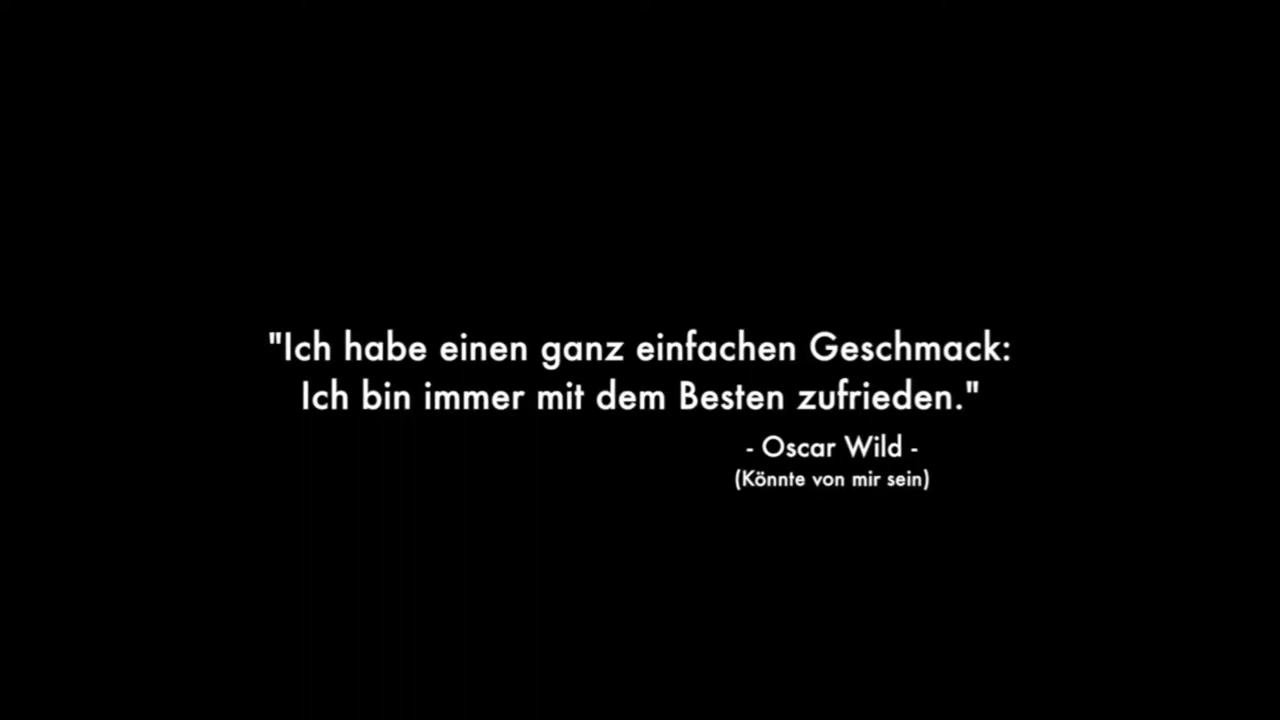 "Ich habe einen ganz einfachen Geschmack:
Ich bin immer mit dem Besten zufrieden."
- Oscar Wild -
(Könnte von mir sein)